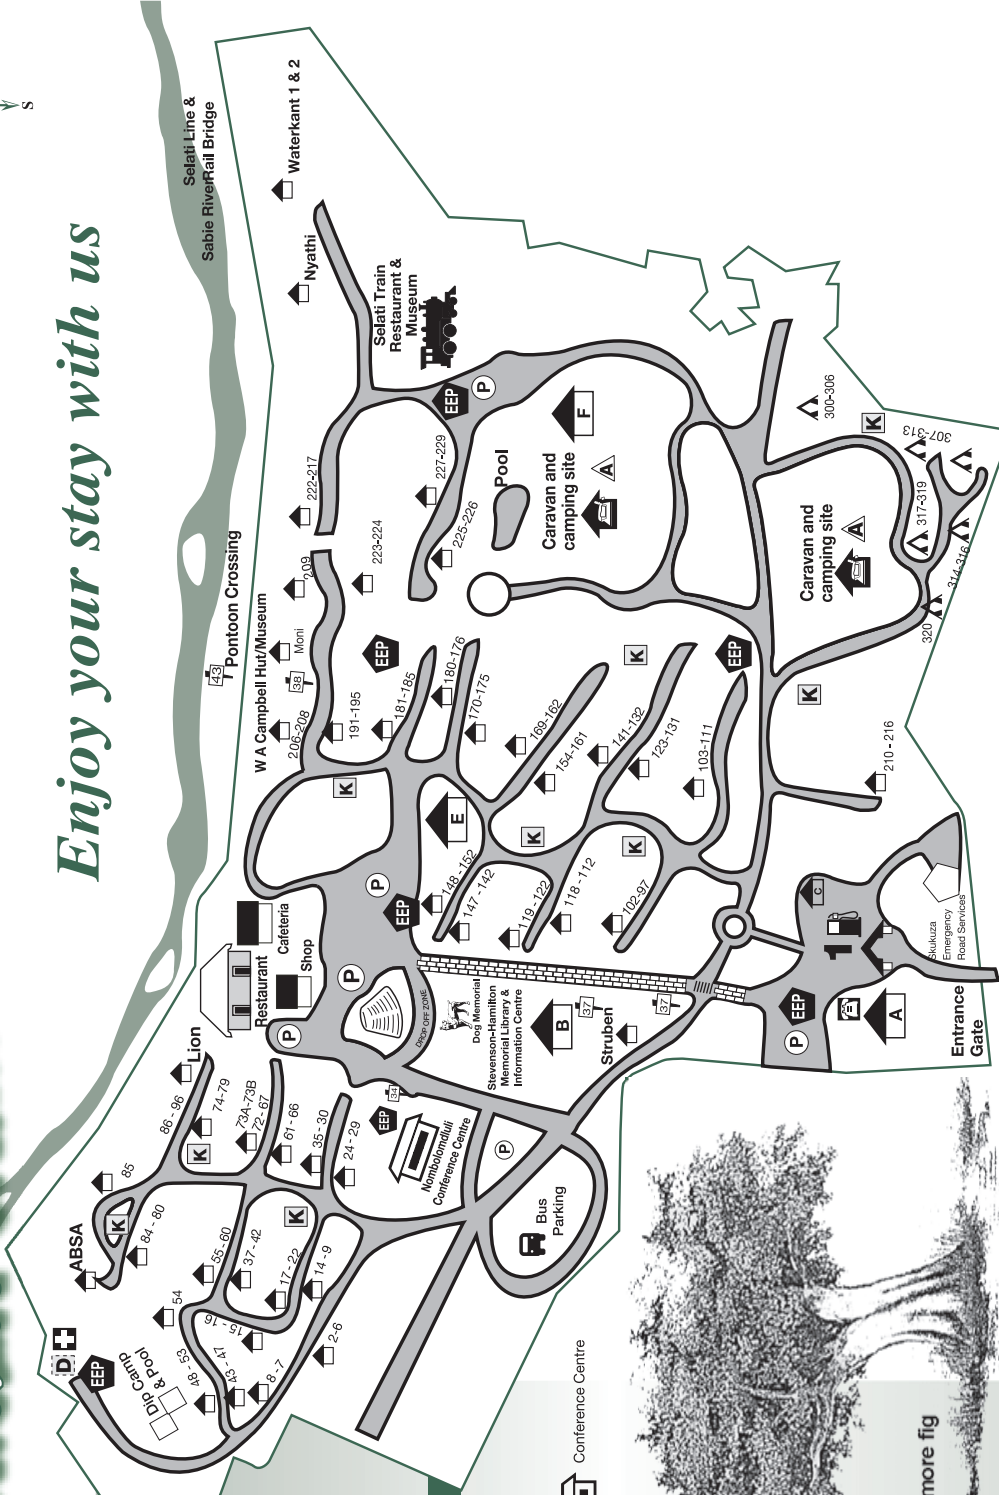 Enjoy your stay with us
S
Selati Line &
Sabie River Rail Bridge
Waterkant 1 & 2
Nyathi
Selati Train
Restaurant &
Museum
EEP
P
F
222-217
227-229
225-226
Pool
Caravan and
camping site
A
300-306
K
307-313
317-319
314-316
320
Caravan and
camping site
A
Pontoon Crossing
43
W A Campbell Hut/Museum
209
Moni
38
206-208
223-224
191-195
EEP
181-185
180-176
170-175
169-162
154-161
K
141-132
123-131
103-111
EEP
K
210 - 216
K
E
K
K
P
EEP
148 - 152
147 - 142
119 - 122
118 - 112
102-97
Cafeteria
Restaurant
Shop
P
P
DROP OFF ZONE
Dog Memorial
Stevenson-Hamilton
Memorial Library &
Information Centre
B
37
37
Struben
C
1
Skukuza
Emergency
Road Services
EEP
P
A
Entrance
Gate
Lion
86 - 96
74-79
73A-73B
72 - 67
61 - 66
35 - 30
24 - 29
K
34
EEP
Nombolomdluli
Conference Centre
P
Bus
Parking
85
K
84 - 80
ABSA
55 - 60
37 - 42
K
17 - 22
14 - 9
54
15 - 16
48 - 53
43 - 47
8 - 7
2-6
D
EEP
Dip Camp
& Pool
Conference Centre
more fig